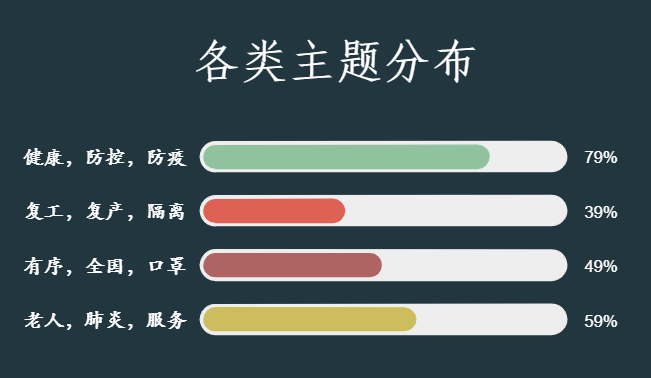 各类主题分布
健康，防控，防疫 79%
复工，复产，隔离 39%
有序，全国，口罩 49%
老人，肺炎，服务 59%